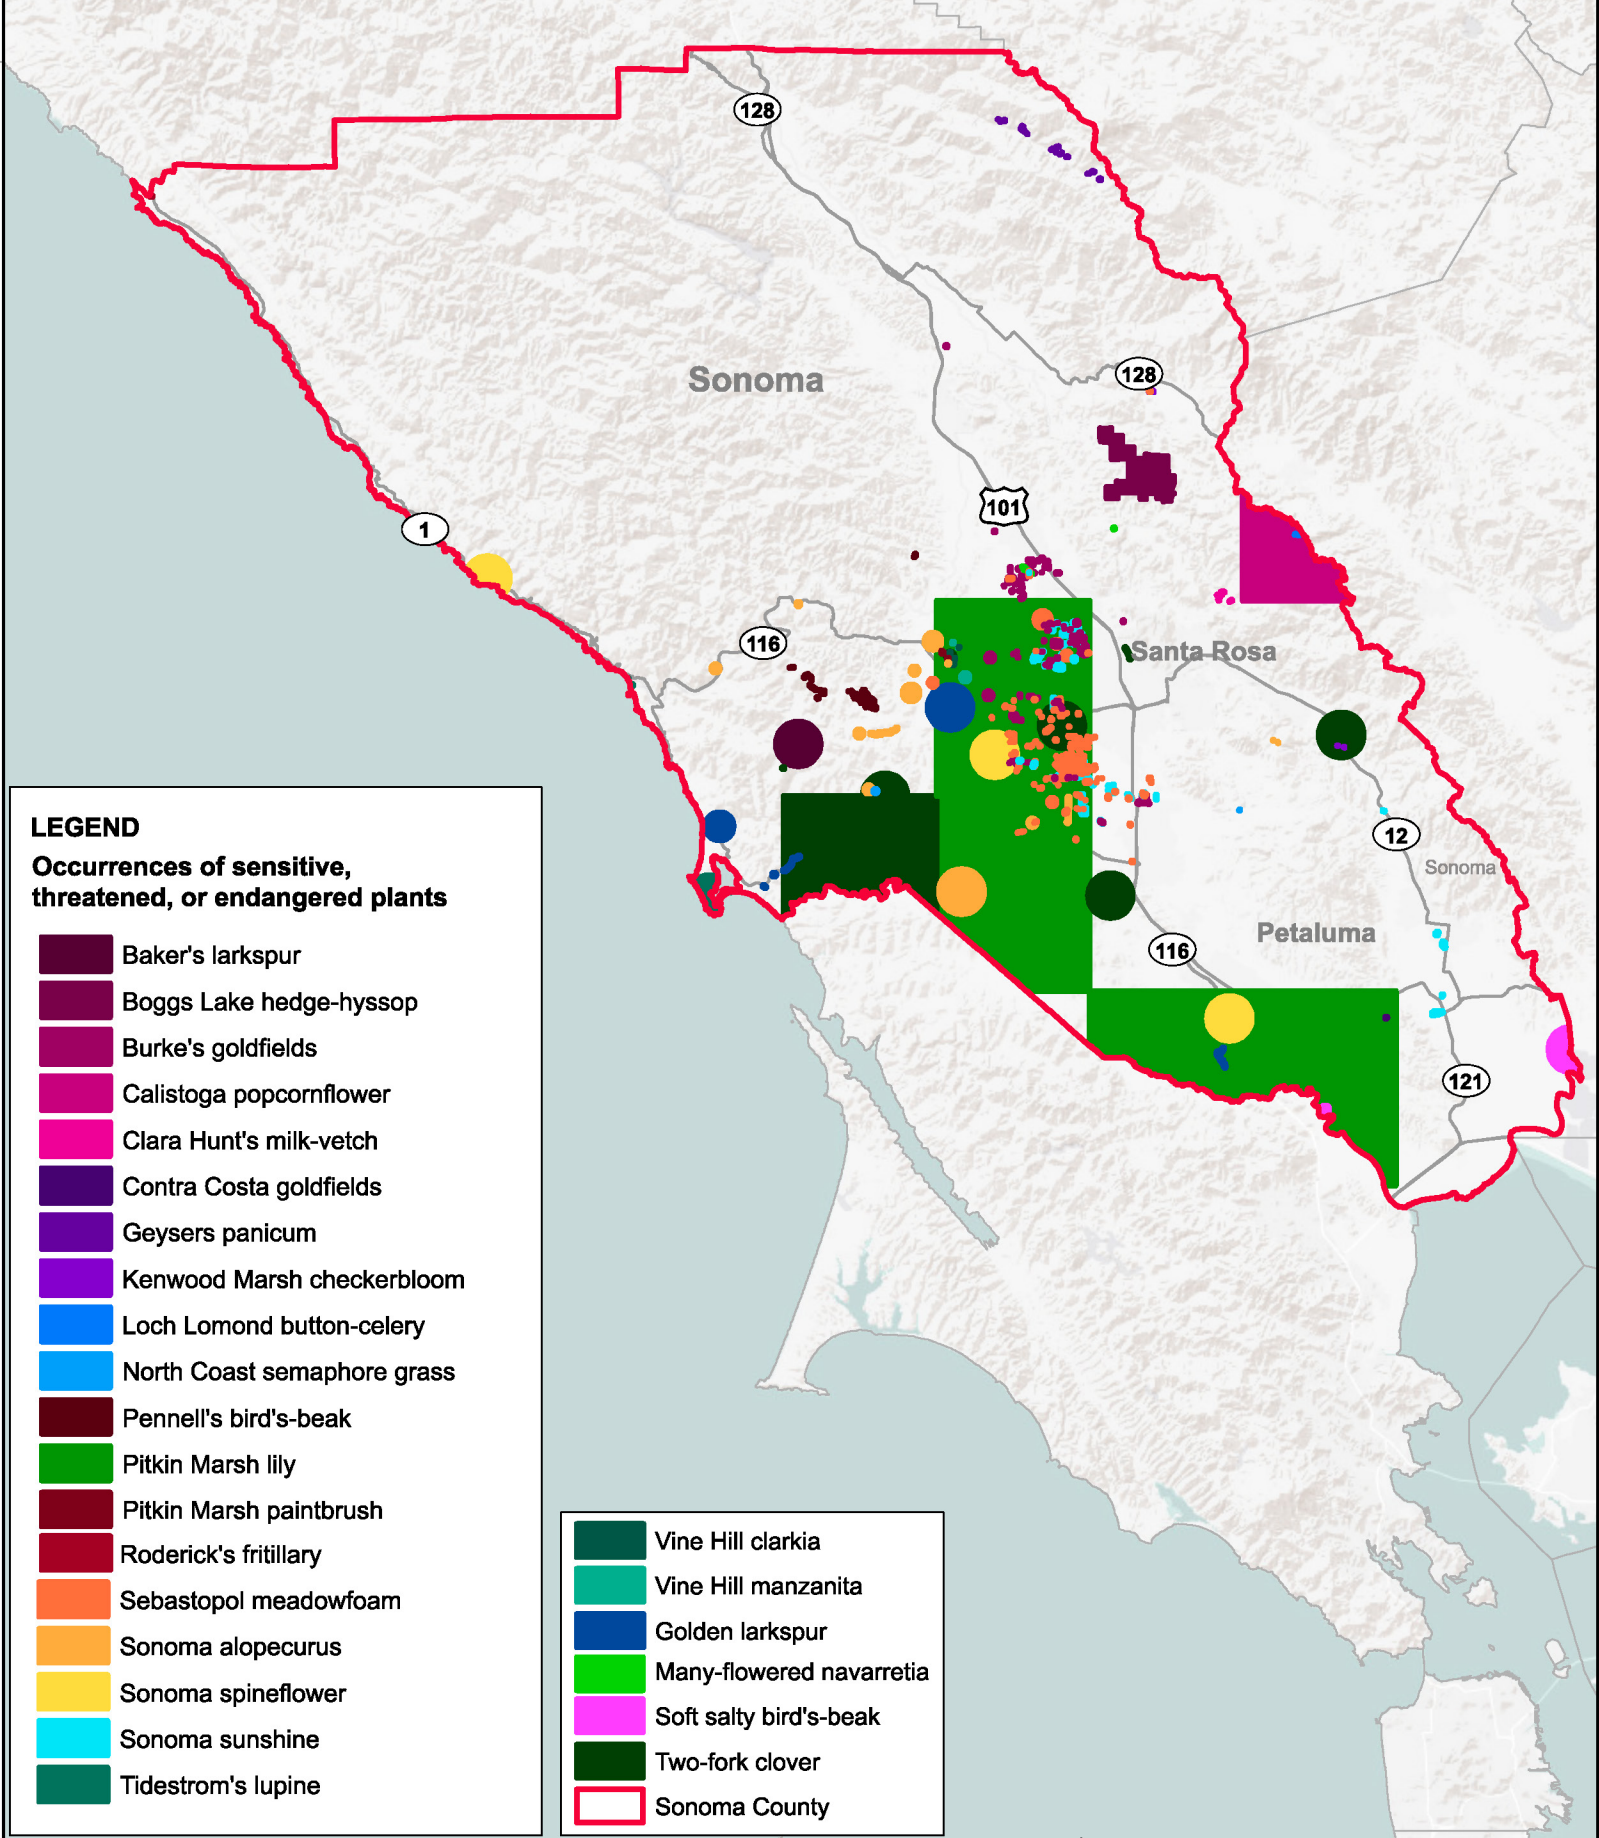 128
Sonoma
128
101
1
116
Santa Rosa
12
Sonoma
Petaluma
116
121
LEGEND
Occurrences of sensitive,
threatened, or endangered plants
Baker's larkspur
Boggs Lake hedge-hyssop
Burke's goldfields
Calistoga popcornflower
Clara Hunt's milk-vetch
Contra Costa goldfields
Geysers panicum
Kenwood Marsh checkerbloom
Loch Lomond button-celery
North Coast semaphore grass
Pennell's bird's-beak
Pitkin Marsh lily
Pitkin Marsh paintbrush
Roderick's fritillary
Sebastopol meadowfoam
Sonoma alopecurus
Sonoma spineflower
Sonoma sunshine
Tidestrom's lupine
Vine Hill clarkia
Vine Hill manzanita
Golden larkspur
Many-flowered navarretia
Soft salty bird's-beak
Two-fork clover
Sonoma County